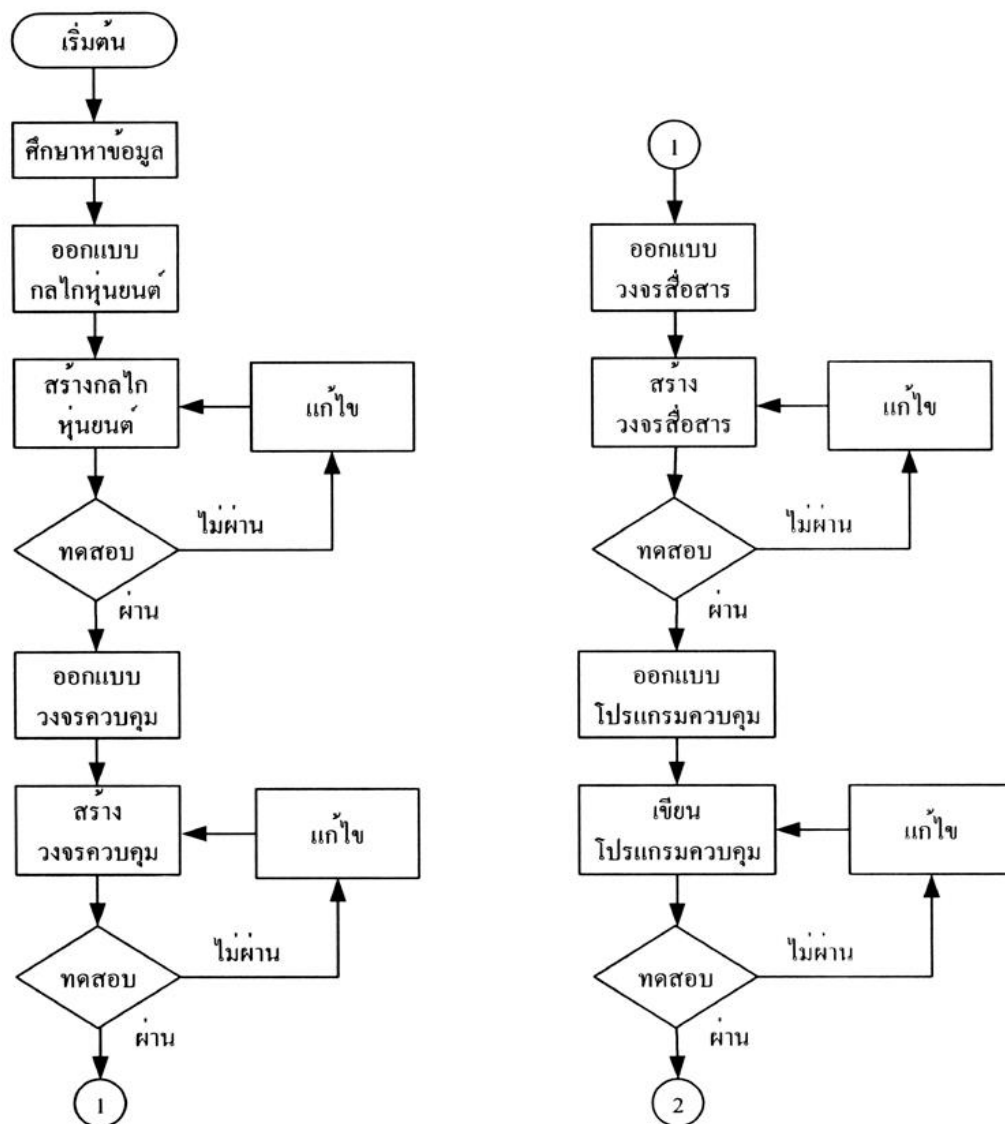 เริ่มต้น
ศึกษาหาข้อมูล
ออกแบบ
กลไกหุ่นยนต์
สร้างกลไก
หุ่นยนต์
แก้ไข
ทดสอบ
ไม่ผ่าน
ผ่าน
ออกแบบ
วงจรควบคุม
สร้าง
วงจรควบคุม
แก้ไข
ทดสอบ
ไม่ผ่าน
ผ่าน
1
1
ออกแบบ
วงจรสื่อสาร
สร้าง
วงจรสื่อสาร
แก้ไข
ทดสอบ
ไม่ผ่าน
ผ่าน
ออกแบบ
โปรแกรมควบคุม
เขียน
โปรแกรมควบคุม
แก้ไข
ทดสอบ
ไม่ผ่าน
ผ่าน
2